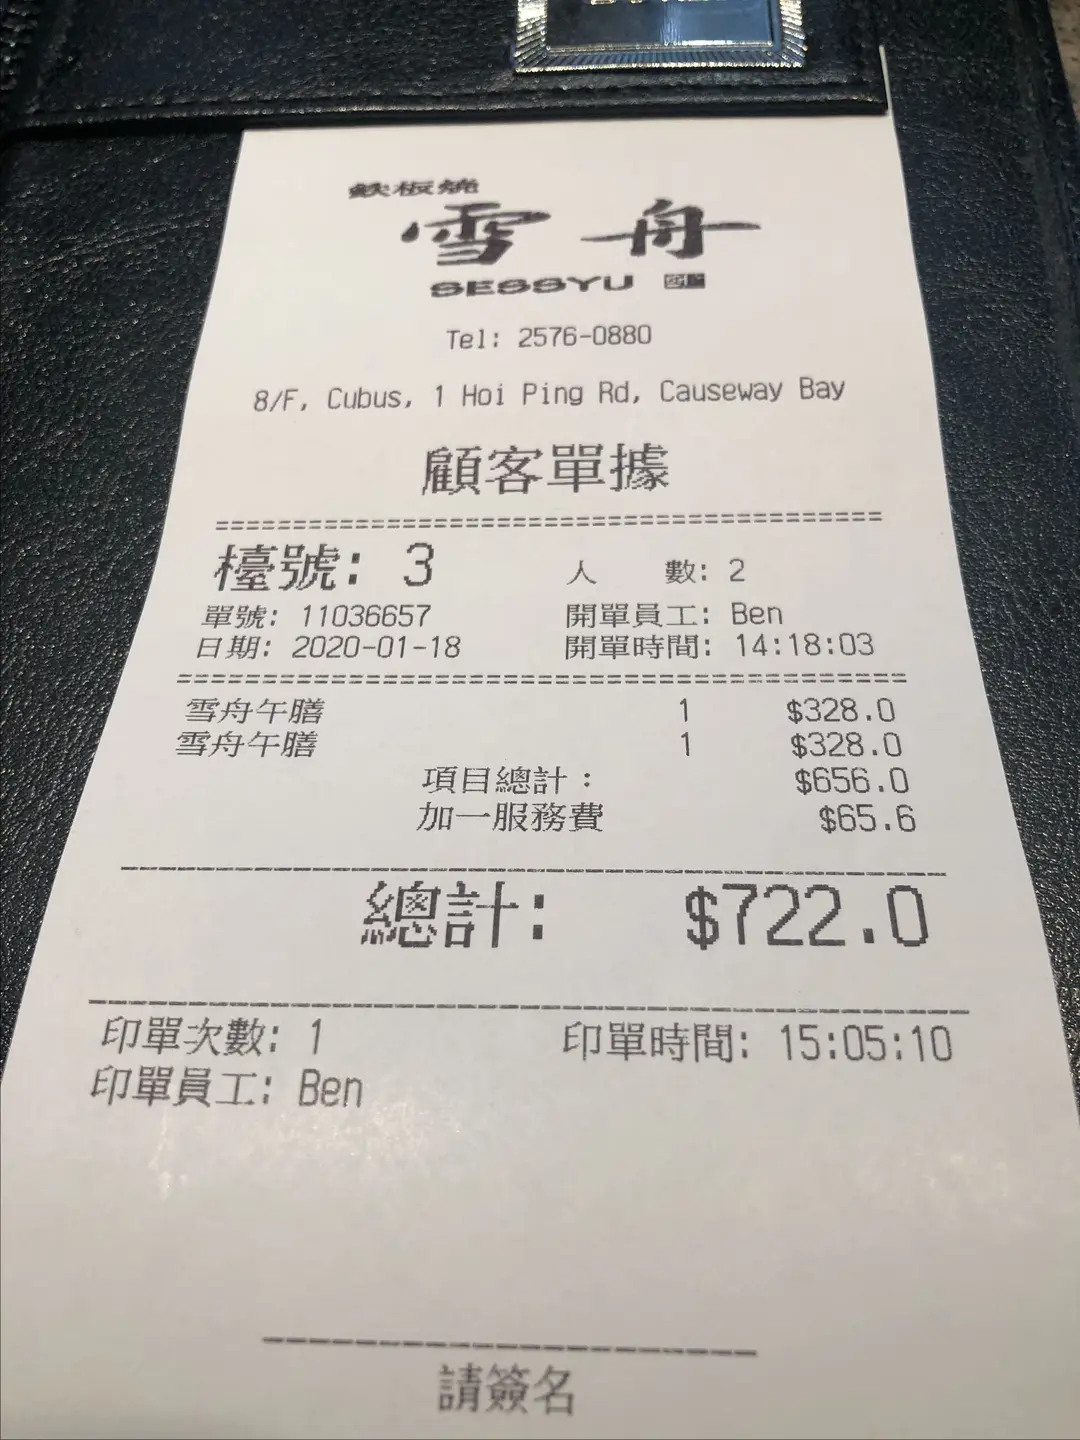 鉄板焼
雪舟
SESSYU
Tel: 2576-0880
8/F, Cubus, 1 Hoi Ping Rd, Causeway Bay
顧客單據
==========================================
檯號: 3 人 數: 2
單號: 11036657 開單員工: Ben
日期: 2020-01-18 開單時間: 14:18:03
==========================================
雪舟午膳 1 $328.0
雪舟午膳 1 $328.0
項目總計： $656.0
加一服務費 $65.6
總計: $722.0
印單次數: 1 印單時間: 15:05:10
印單員工: Ben
請簽名